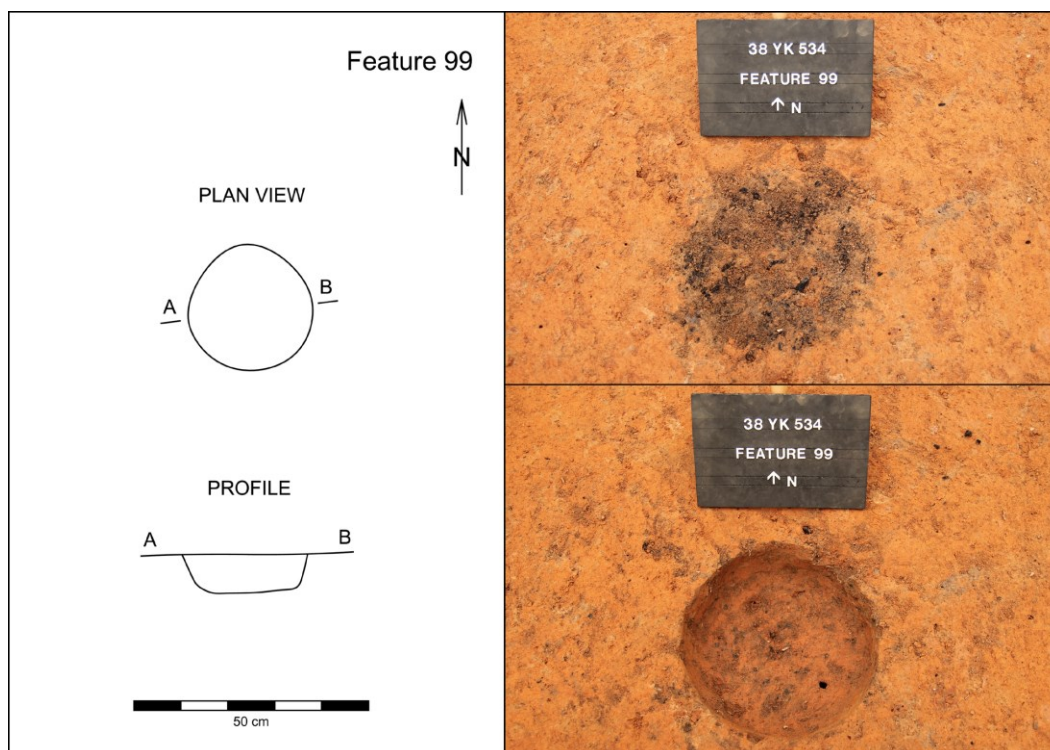 Feature 99
N
PLAN VIEW
A
B
PROFILE
A
B
50 cm
38 YK 534
FEATURE 99
↑ N
38 YK 534
FEATURE 99
↑ N